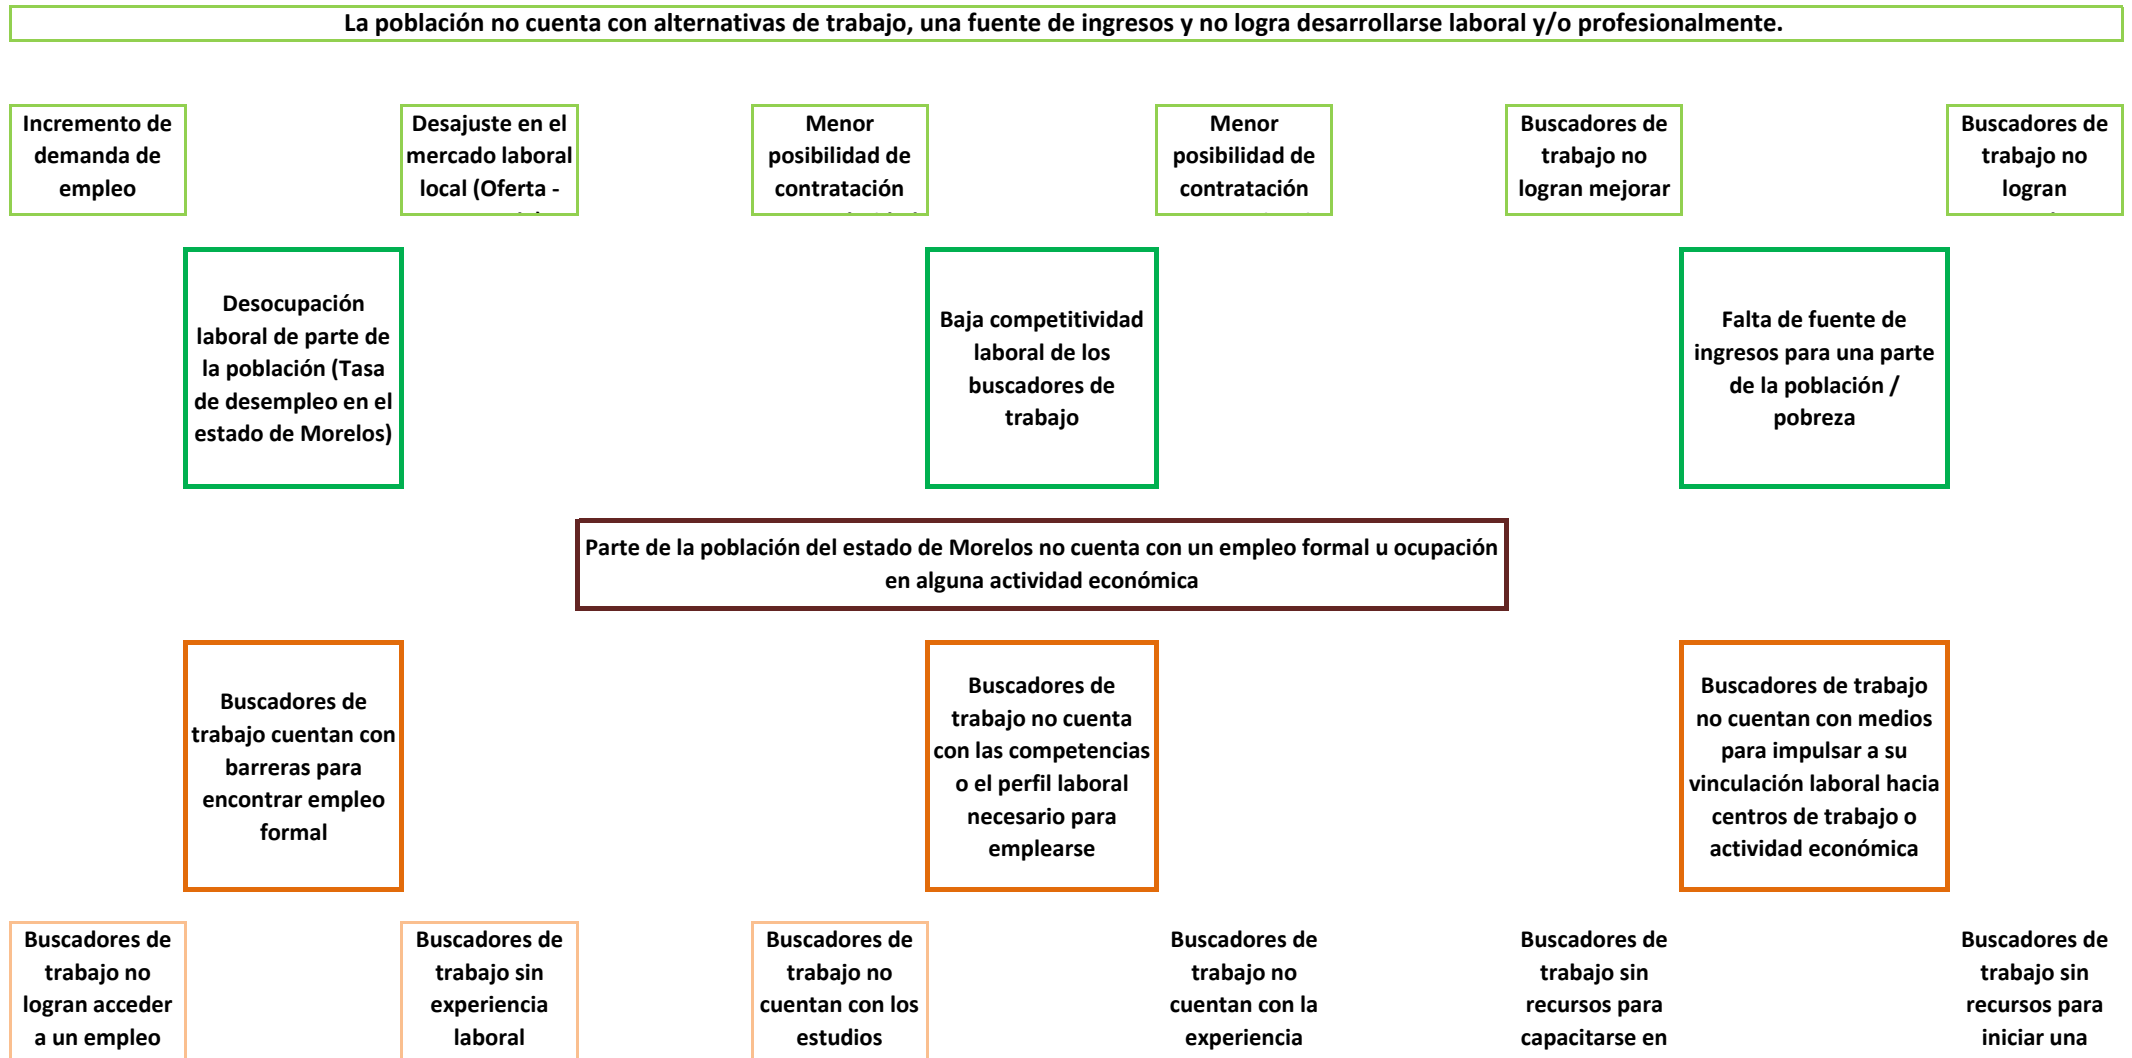 La población no cuenta con alternativas de trabajo, una fuente de ingresos y no logra desarrollarse laboral y/o profesionalmente.
Incremento de
demanda de
empleo
Desajuste en el
mercado laboral
local (Oferta -
Menor
posibilidad de
contratación
Menor
posibilidad de
contratación
Buscadores de
trabajo no
logran mejorar
Buscadores de
trabajo no
logran
Desocupación
laboral de parte de
la población (Tasa
de desempleo en el
estado de Morelos)
Baja competitividad
laboral de los
buscadores de
trabajo
Falta de fuente de
ingresos para una parte
de la población /
pobreza
Parte de la población del estado de Morelos no cuenta con un empleo formal u ocupación
en alguna actividad económica
Buscadores de
trabajo cuentan con
barreras para
encontrar empleo
formal
Buscadores de
trabajo no cuenta
con las competencias
o el perfil laboral
necesario para
emplearse
Buscadores de trabajo
no cuentan con medios
para impulsar a su
vinculación laboral hacia
centros de trabajo o
actividad económica
Buscadores de
trabajo no
logran acceder
a un empleo
Buscadores de
trabajo sin
experiencia
laboral
Buscadores de
trabajo no
cuentan con los
estudios
Buscadores de
trabajo no
cuentan con la
experiencia
Buscadores de
trabajo sin
recursos para
capacitarse en
Buscadores de
trabajo sin
recursos para
iniciar una